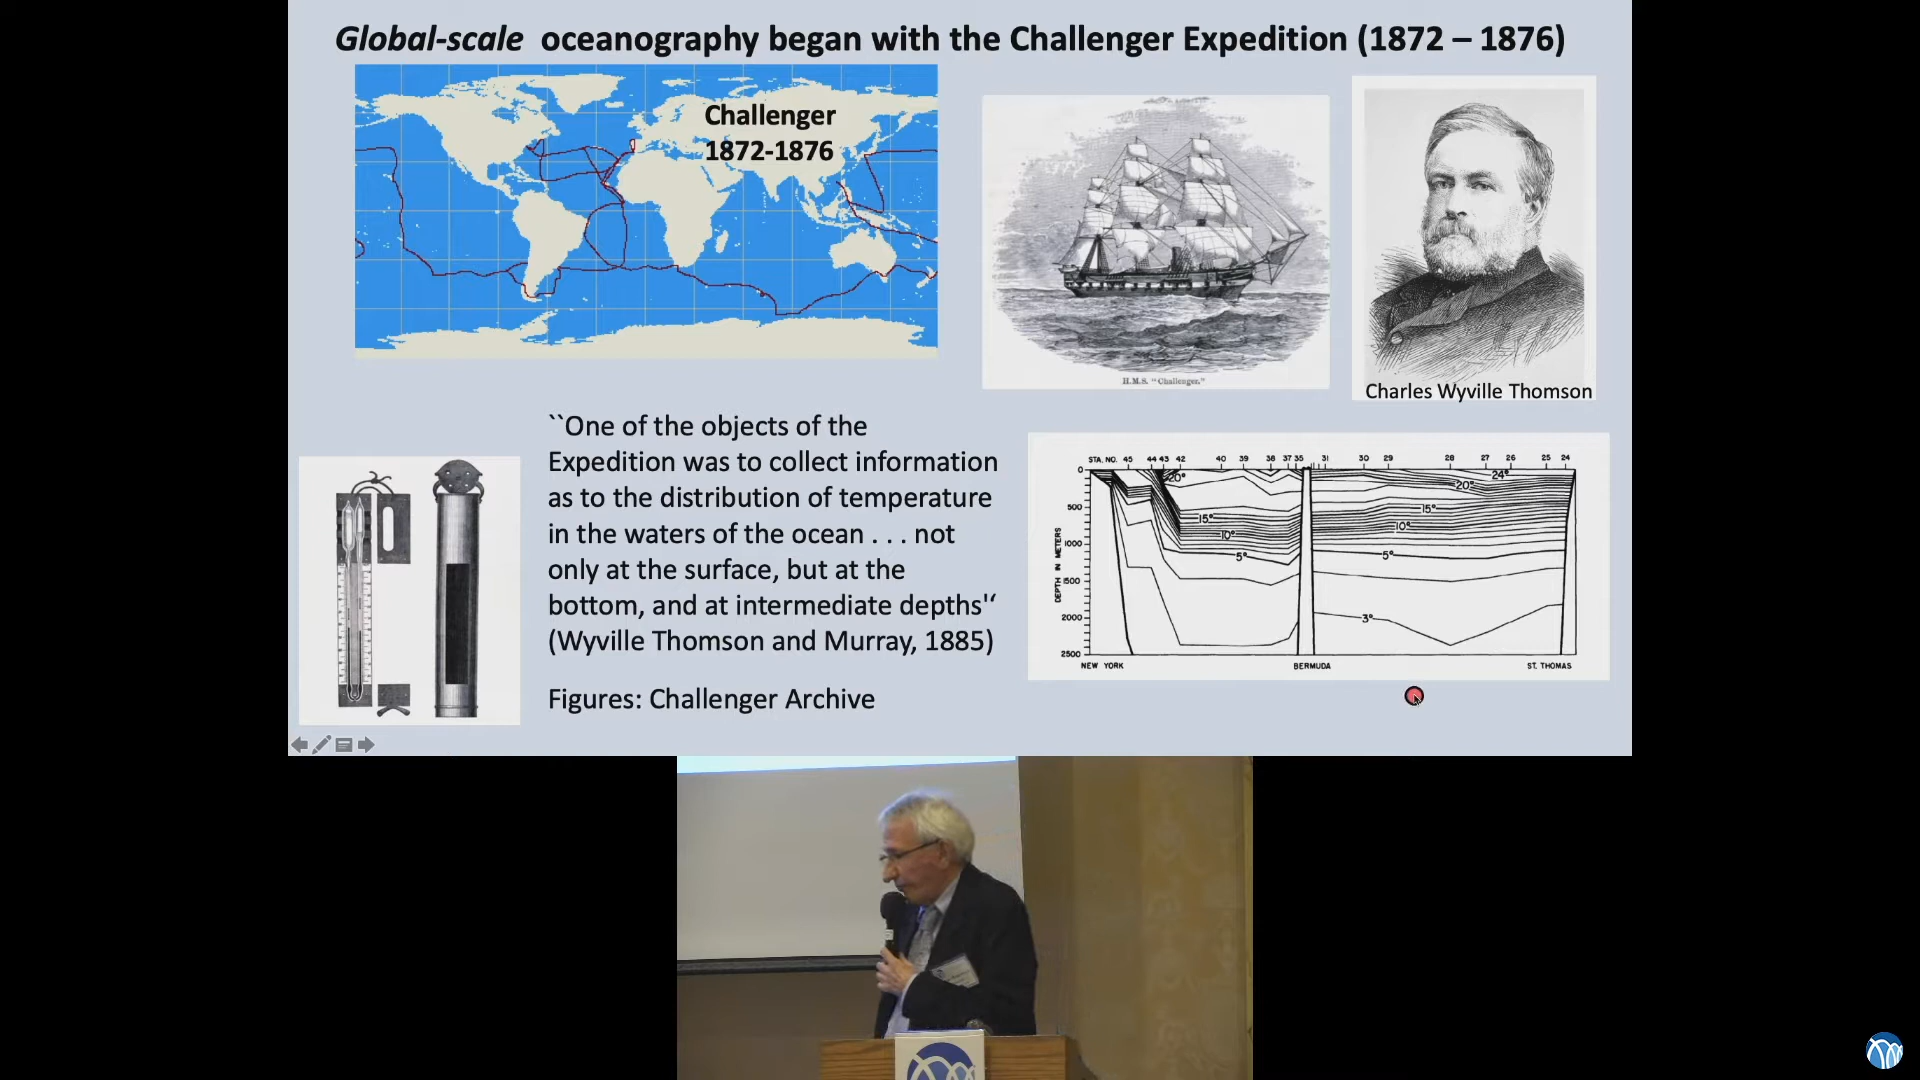 Global-scale oceanography began with the Challenger Expedition (1872 – 1876)
Challenger
1872-1876
H.M.S. "Challenger."
Charles Wyville Thomson
``One of the objects of the
Expedition was to collect information
as to the distribution of temperature
in the waters of the ocean . . . not
only at the surface, but at the
bottom, and at intermediate depths'‘
(Wyville Thomson and Murray, 1885)
Figures: Challenger Archive
STA. NO. 45 44 43 42 40 39 38 37 35 31 30 29 28 27 26 25 24
0
500
1000
1500
2000
2500
DEPTH IN METERS
20° 20° 24°
15° 15°
10° 10°
5° 5°
3°
NEW YORK BERMUDA ST. THOMAS